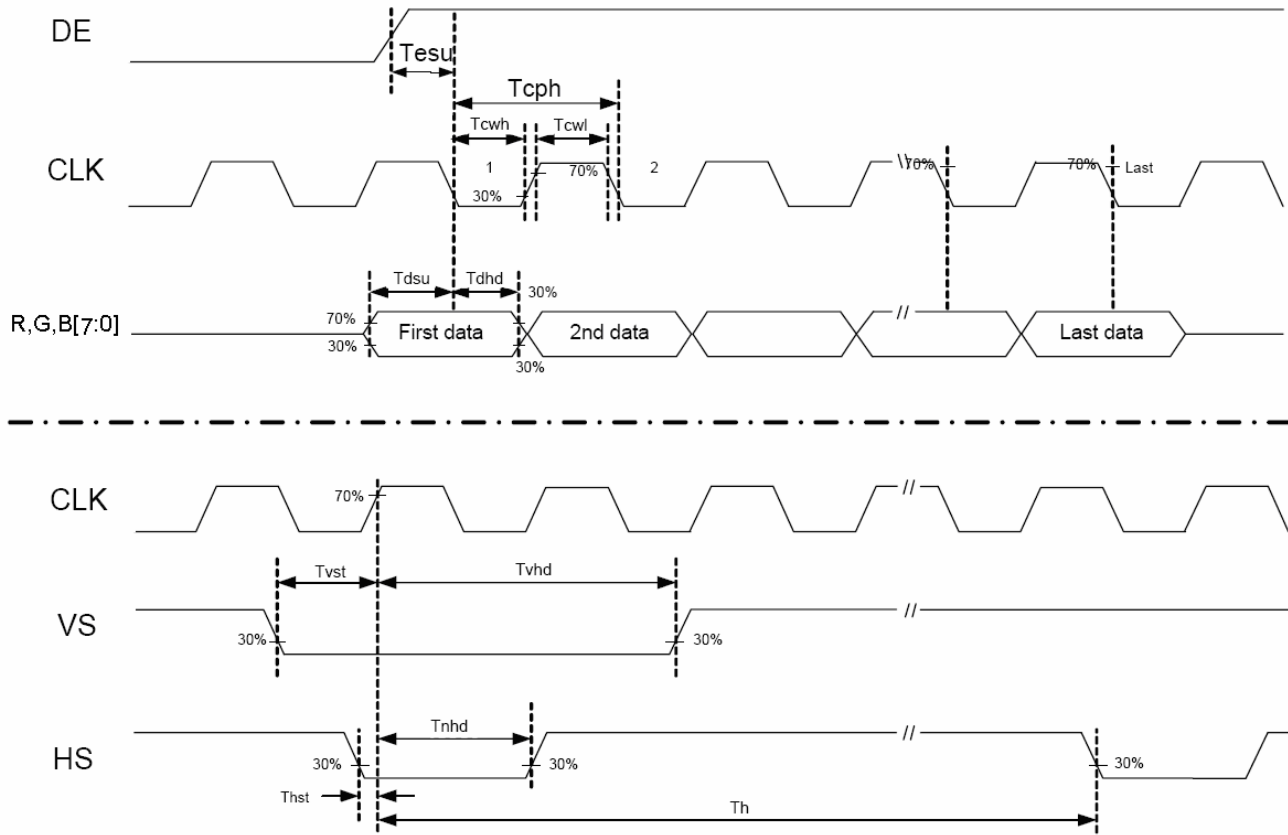 DE
Tesu
Tcph
Tcwh
Tcwl
CLK
1
70%
2
70%
70%
Last
30%
Tdsu
Tdhd
30%
R,G,B[7:0]
70%
First data
2nd data
//
Last data
30%
30%
CLK
70%
//
Tvst
Tvhd
VS
30%
30%
//
Tnhd
HS
30%
30%
//
30%
Thst
Th